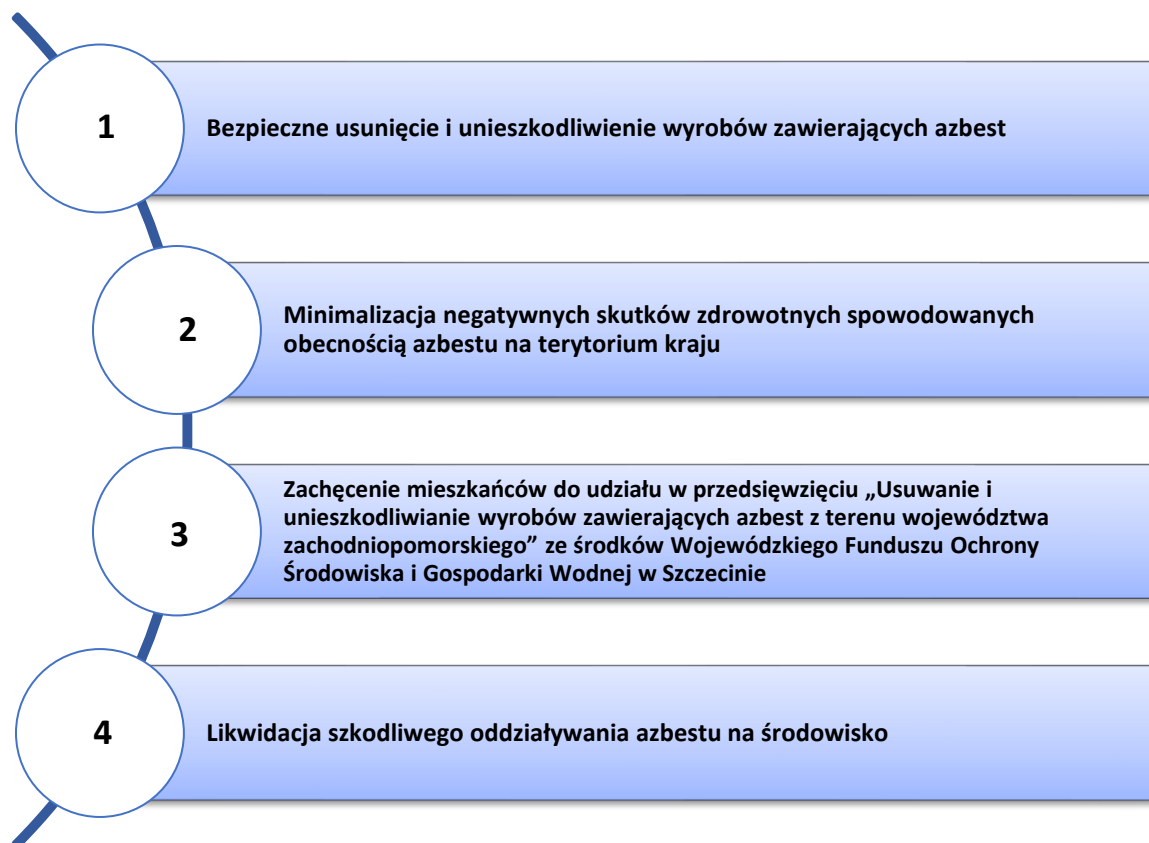 1
Bezpieczne usunięcie i unieszkodliwienie wyrobów zawierających azbest
2
Minimalizacja negatywnych skutków zdrowotnych spowodowanych
obecnością azbestu na terytorium kraju
3
Zachęcenie mieszkańców do udziału w przedsięwzięciu „Usuwanie i
unieszkodliwianie wyrobów zawierających azbest z terenu województwa
zachodniopomorskiego” ze środków Wojewódzkiego Funduszu Ochrony
Środowiska i Gospodarki Wodnej w Szczecinie
4
Likwidacja szkodliwego oddziaływania azbestu na środowisko